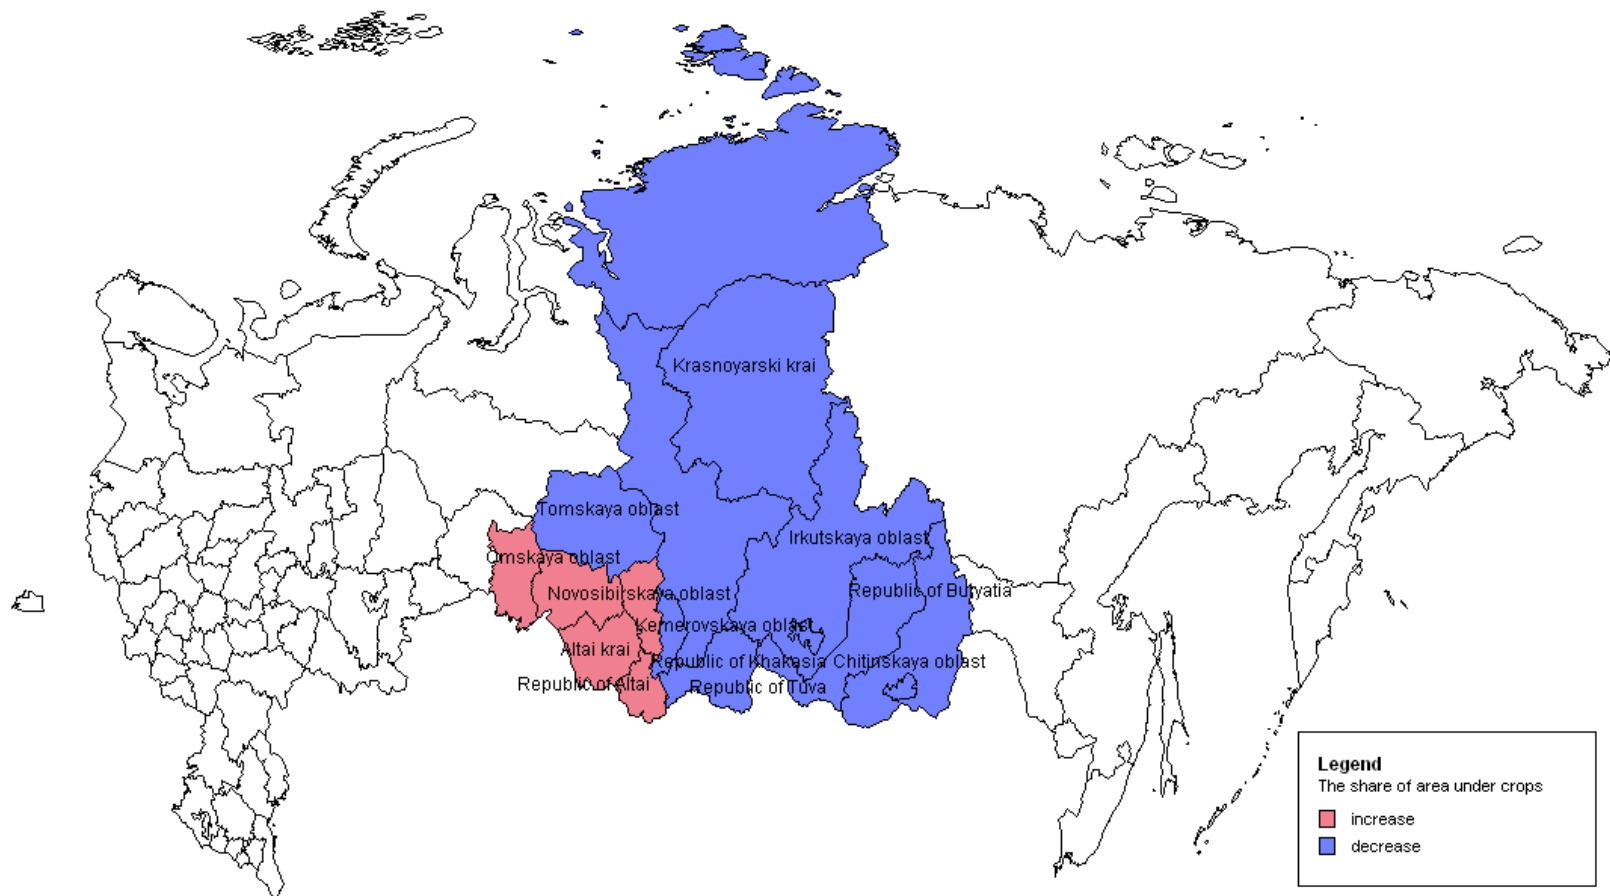 Krasnoyarski krai
Tomskaya oblast
Irkutskaya oblast
Omskaya oblast
Novosibirskaya oblast
Republic of Buryatia
Kemerovskaya oblast
Altai krai
Republic of Khakasia
Chitinskaya oblast
Republic of Altai
Republic of Tuva
Legend
The share of area under crops
increase
decrease